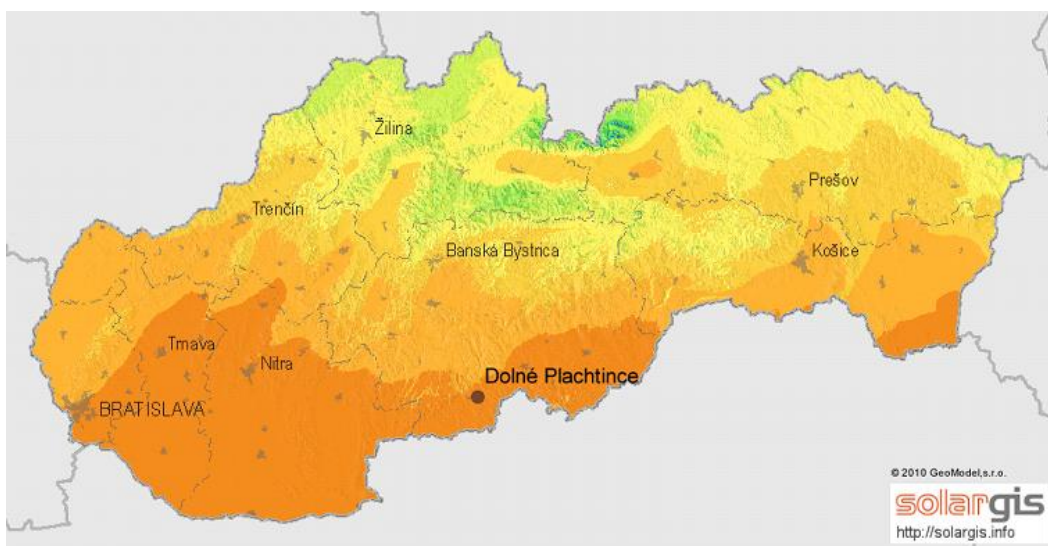 Žilina
Prešov
Trenčín
Banská Bystrica
Košice
Trnava
Nitra
Dolné Plachtince
BRATISLAVA
© 2010 GeoModel,s.r.o.
solargis
http://solargis.info